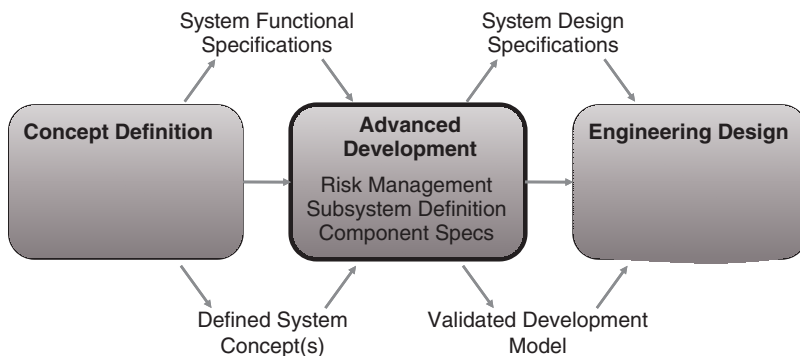 System Functional
Specifications
System Design
Specifications
Concept Definition
Advanced
Development
Risk Management
Subsystem Definition
Component Specs
Engineering Design
Defined System
Concept(s)
Validated Development
Model